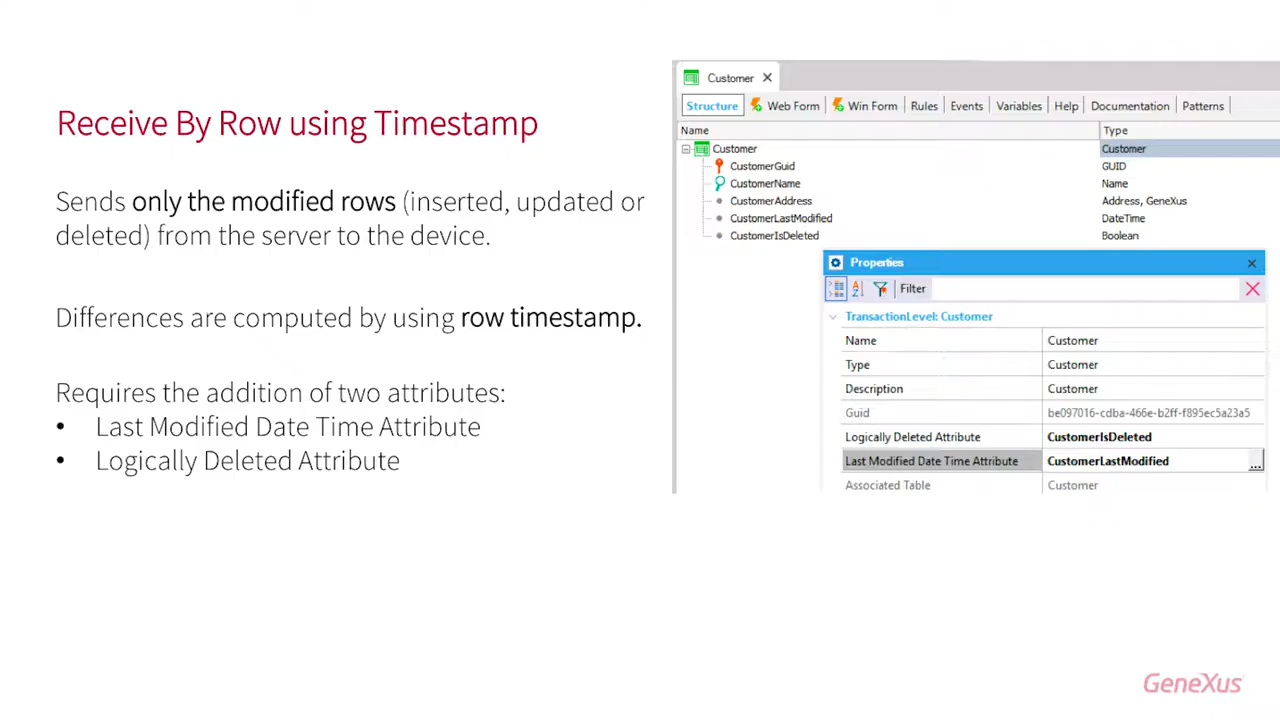 Receive By Row using Timestamp
Sends only the modified rows (inserted, updated or
deleted) from the server to the device.
Differences are computed by using row timestamp.
Requires the addition of two attributes:
• Last Modified Date Time Attribute
• Logically Deleted Attribute
Customer
Structure Web Form Win Form Rules Events Variables Help Documentation Patterns
Name Type
Customer Customer
CustomerGuid GUID
CustomerName Name
CustomerAddress Address, GeneXus
CustomerLastModified DateTime
CustomerIsDeleted Boolean
Properties
Filter
TransactionLevel: Customer
Name Customer
Type Customer
Description Customer
Guid be097016-cdba-466e-b2ff-f895ec5a23a5
Logically Deleted Attribute CustomerIsDeleted
Last Modified Date Time Attribute CustomerLastModified ...
Associated Table Customer
GeneXus